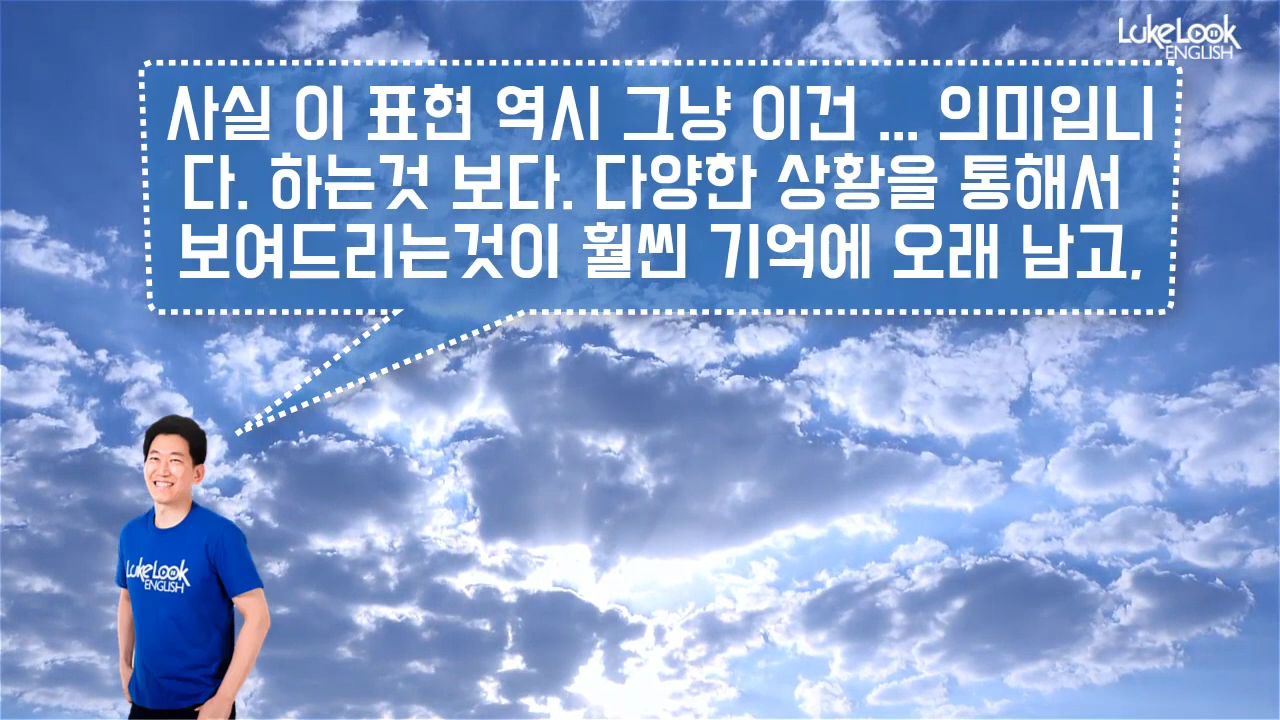 LukeLook
ENGLISH
사실 이 표현 역시 그냥 이건 ... 의미입니
다. 하는것 보다. 다양한 상황을 통해서
보여드리는것이 훨씬 기억에 오래 남고,
LukeLook
ENGLISH